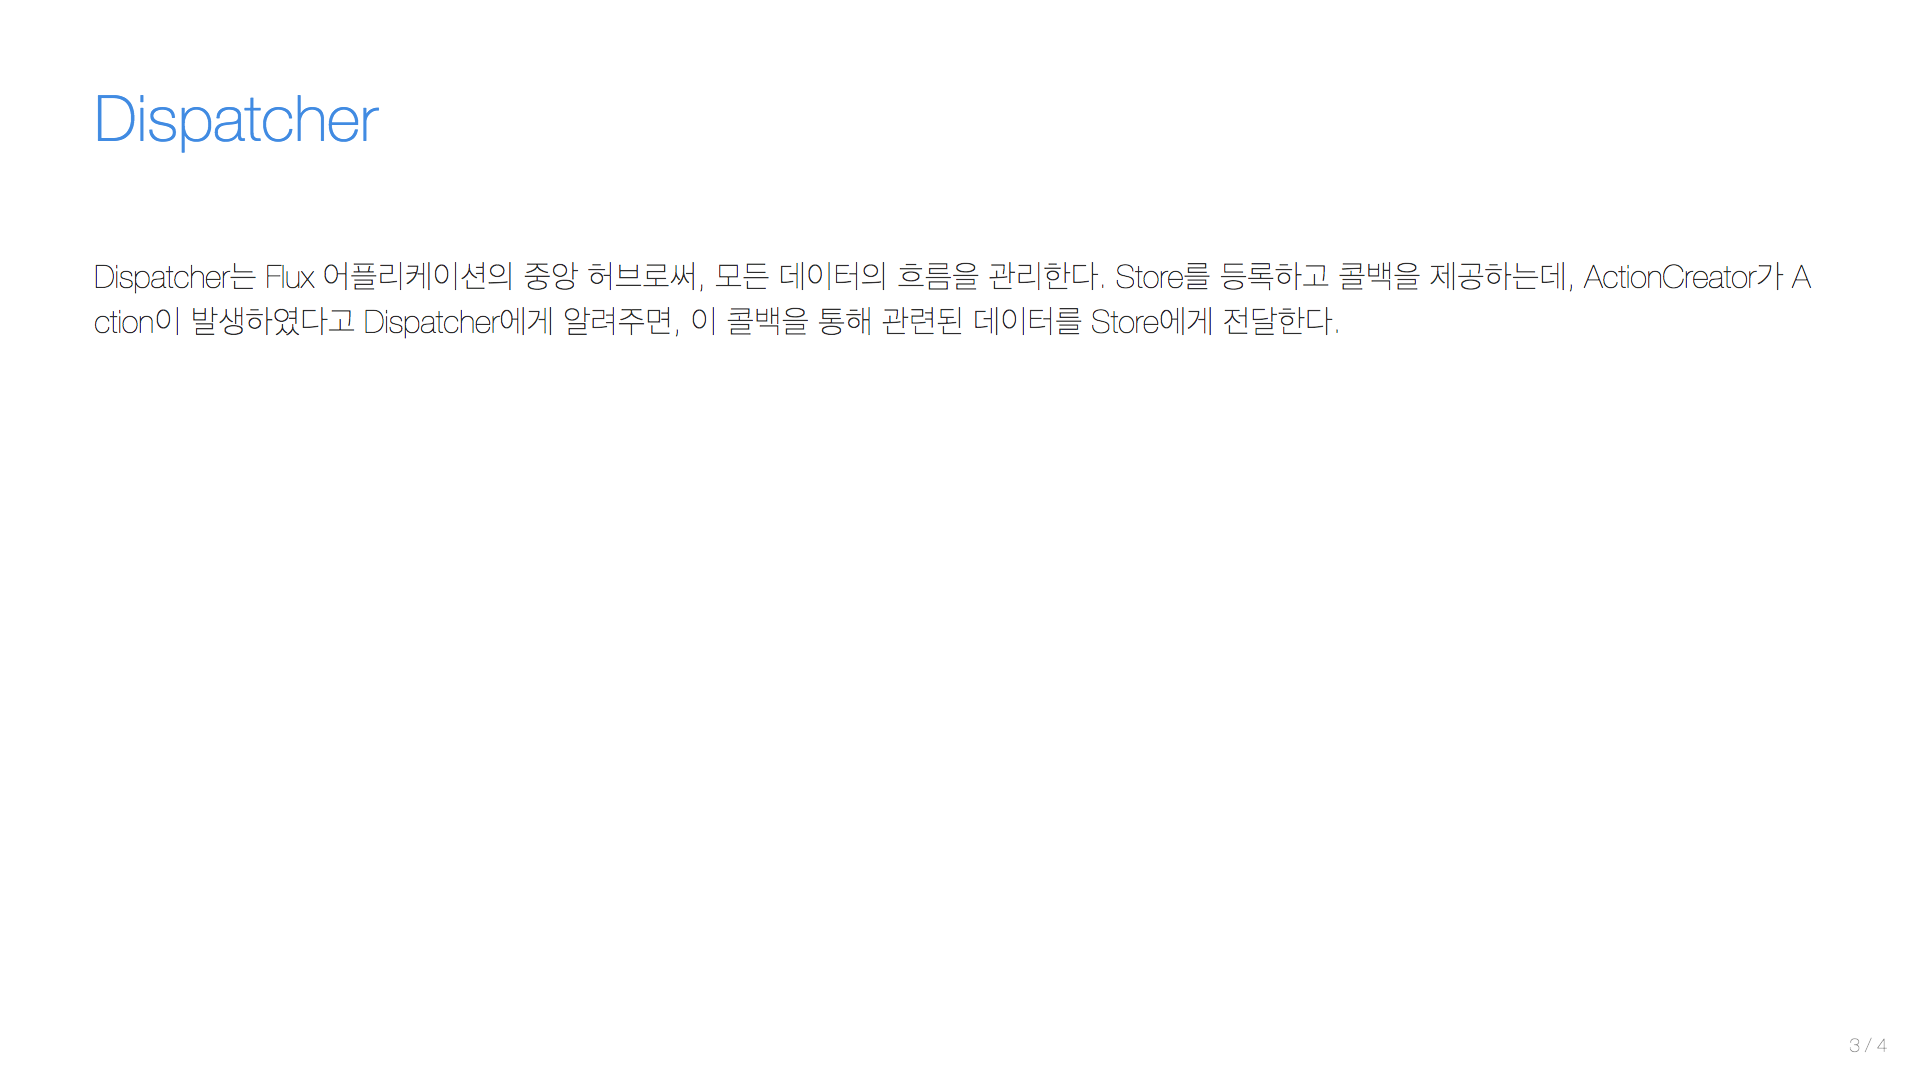 Dispatcher
Dispatcher는 Flux 어플리케이션의 중앙 허브로써, 모든 데이터의 흐름을 관리한다. Store를 등록하고 콜백을 제공하는데, ActionCreator가 A
ction이 발생하였다고 Dispatcher에게 알려주면, 이 콜백을 통해 관련된 데이터를 Store에게 전달한다.
3 / 4